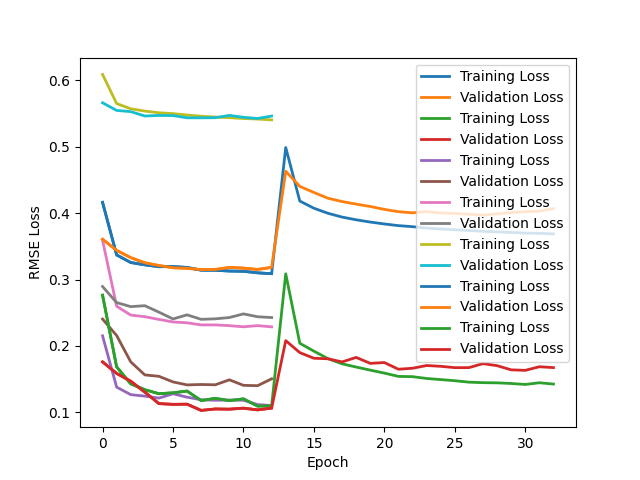 0.6
0.5
0.4
0.3
0.2
0.1
RMSE Loss
0
5
10
15
20
25
30
Epoch
Training Loss
Validation Loss
Training Loss
Validation Loss
Training Loss
Validation Loss
Training Loss
Validation Loss
Training Loss
Validation Loss
Training Loss
Validation Loss
Training Loss
Validation Loss